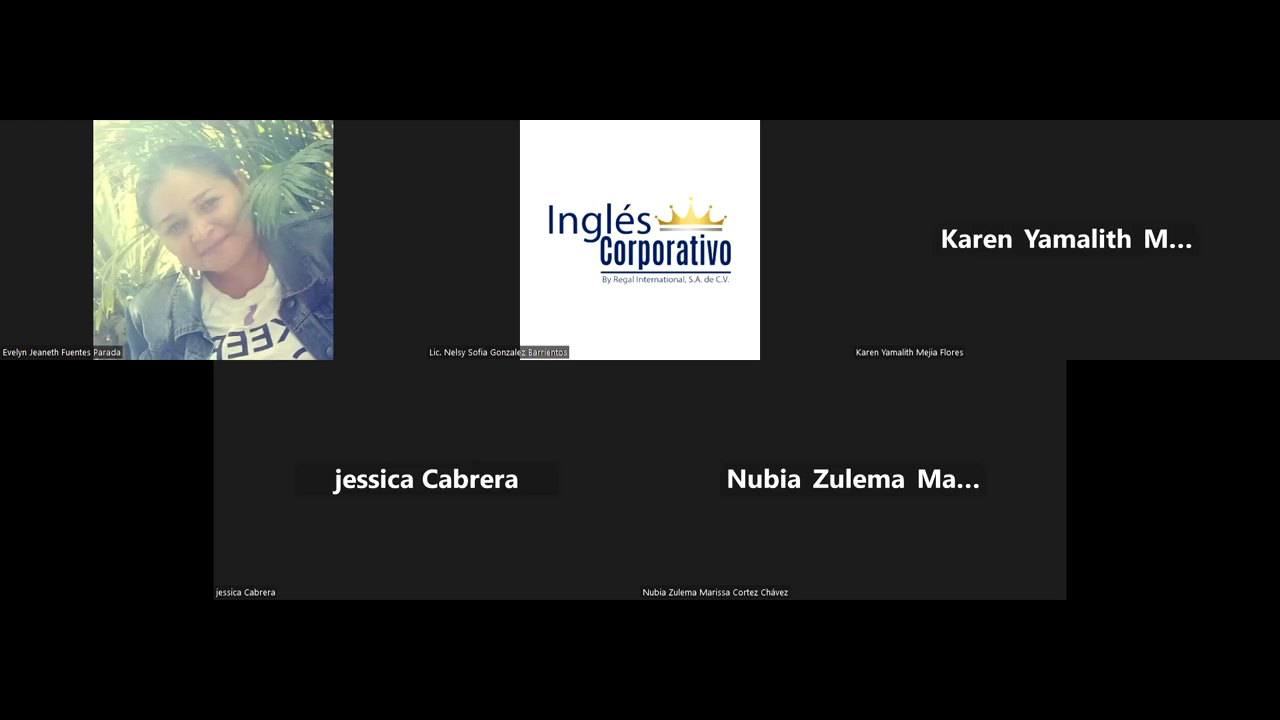 Inglés
Corporativo
By Regal International, S.A. de C.V.
Karen Yamalith M...
Evelyn Jeaneth Fuentes Parada
Lic. Nelsy Sofia Gonzalez Barrientos
Karen Yamalith Mejia Flores
jessica Cabrera
Nubia Zulema Ma...
jessica Cabrera
Nubia Zulema Marissa Cortez Chávez